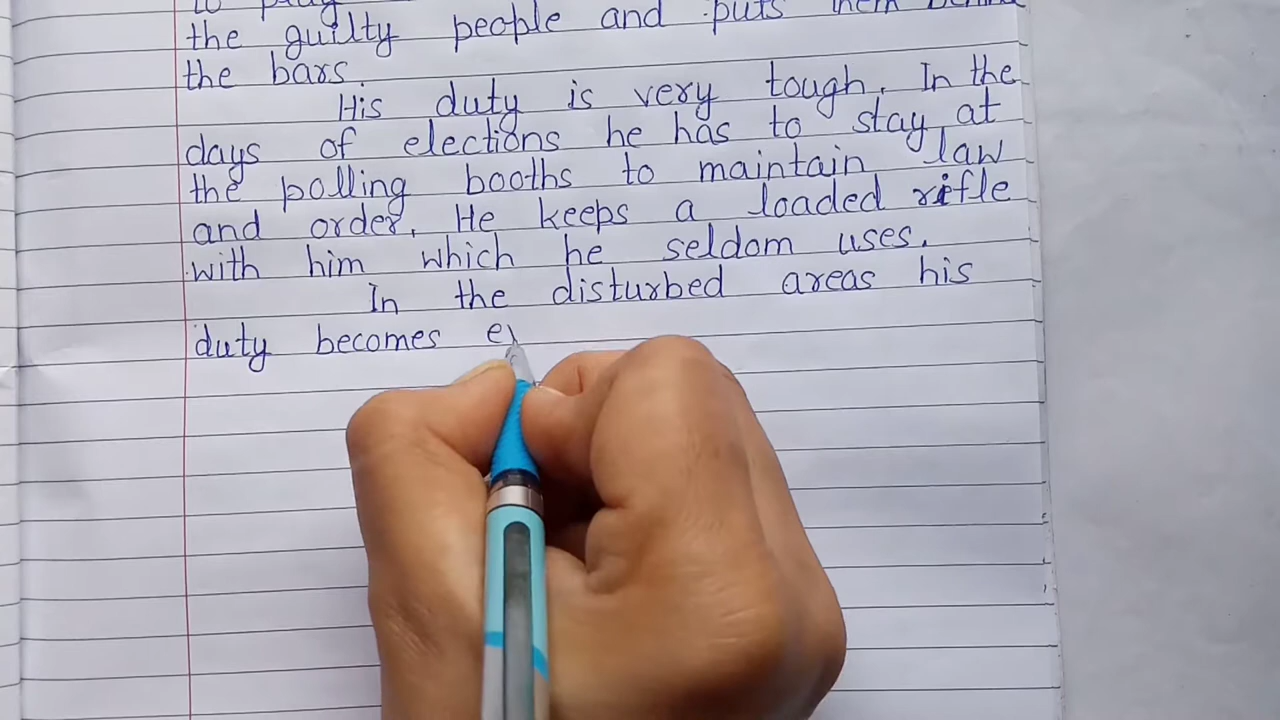 the guilty people and puts them behind
the bars.
His duty is very tough. In the
days of elections he has to stay at
the polling booths to maintain law
and order. He keeps a loaded rifle
with him which he seldom uses.
In the disturbed areas his
duty becomes